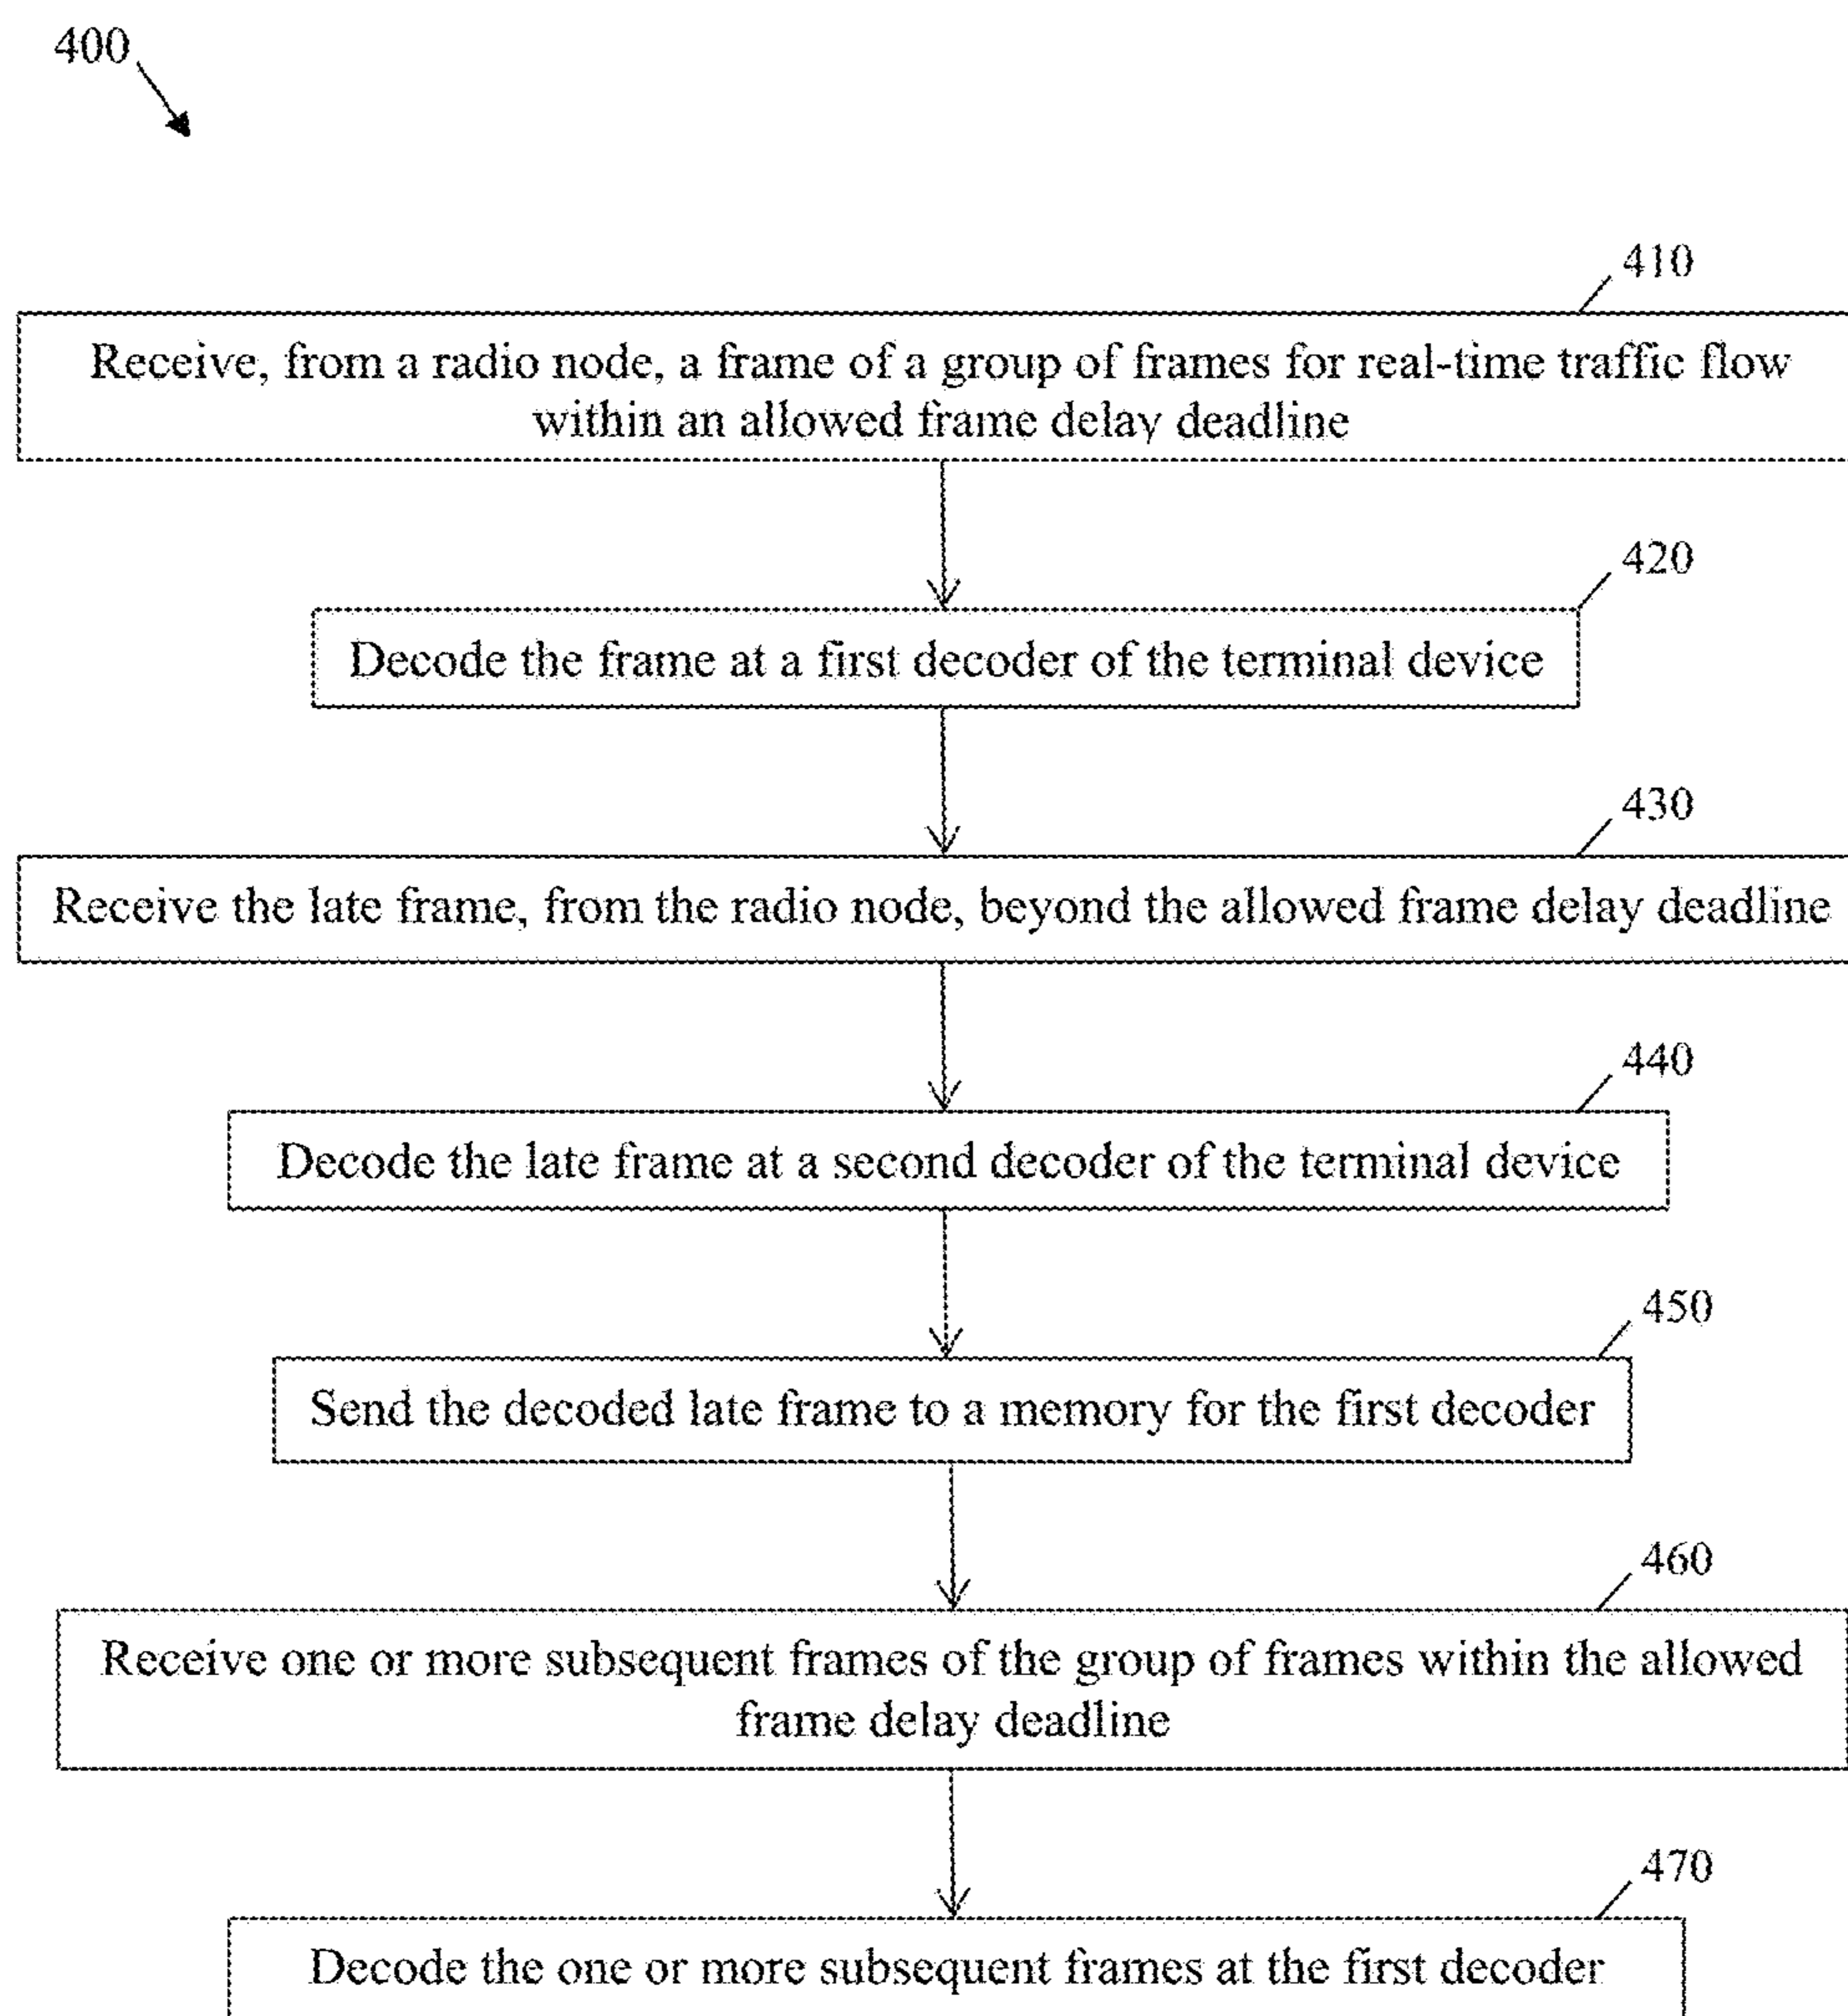 400
410
Receive, from a radio node, a frame of a group of frames for real-time traffic flow
within an allowed frame delay deadline
420
Decode the frame at a first decoder of the terminal device
430
Receive the late frame, from the radio node, beyond the allowed frame delay deadline
440
Decode the late frame at a second decoder of the terminal device
450
Send the decoded late frame to a memory for the first decoder
460
Receive one or more subsequent frames of the group of frames within the allowed
frame delay deadline
470
Decode the one or more subsequent frames at the first decoder